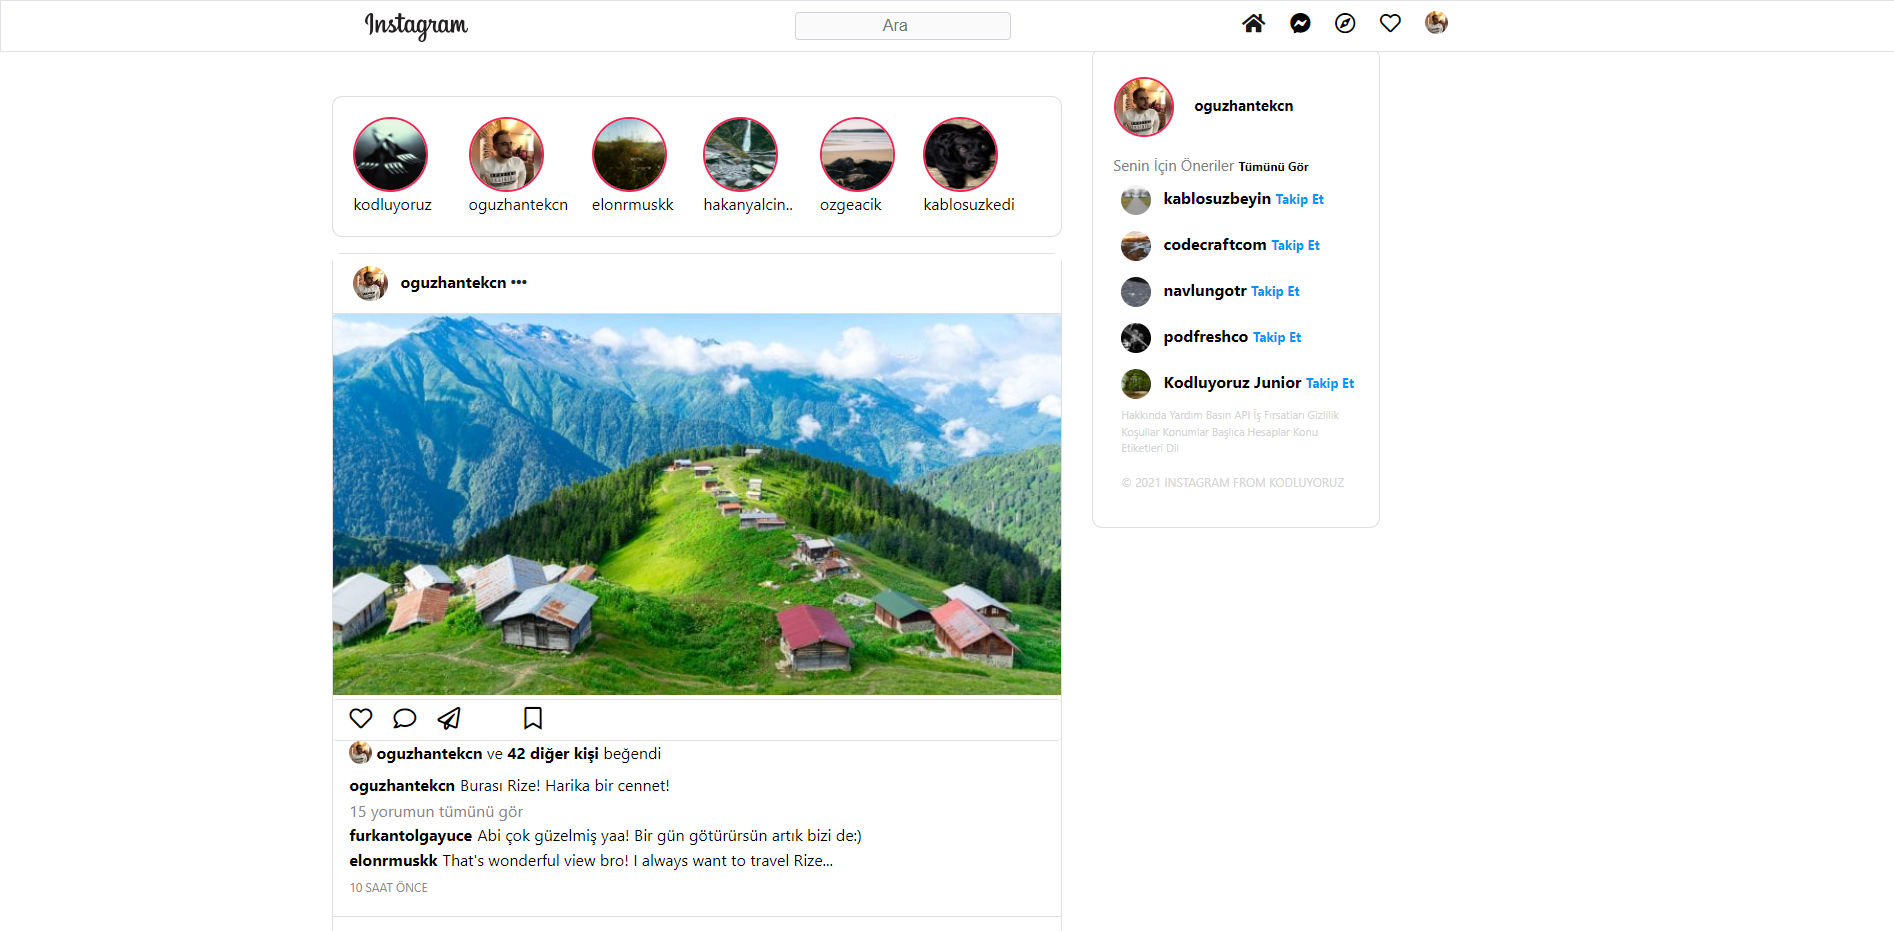 Instagram
Ara
kodluyoruz oguzhantekcn elonrmuskk hakanyalcin.. ozgeacik kablosuzkedi
oguzhantekcn •••
oguzhantekcn ve 42 diğer kişi beğendi
oguzhantekcn Burası Rize! Harika bir cennet!
15 yorumun tümünü gör
furkantolgayuce Abi çok güzelmiş yaa! Bir gün götürürsün artık bizi de:)
elonrmuskk That's wonderful view bro! I always want to travel Rize...
10 SAAT ÖNCE
oguzhantekcn
Senin İçin Öneriler Tümünü Gör
kablosuzbeyin Takip Et
codecraftcom Takip Et
navlungotr Takip Et
podfreshco Takip Et
Kodluyoruz Junior Takip Et
Hakkında Yardım Basın API İş Fırsatları Gizlilik
Koşullar Konumlar Başlıca Hesaplar Konu
Etiketleri Dil
© 2021 INSTAGRAM FROM KODLUYORUZ